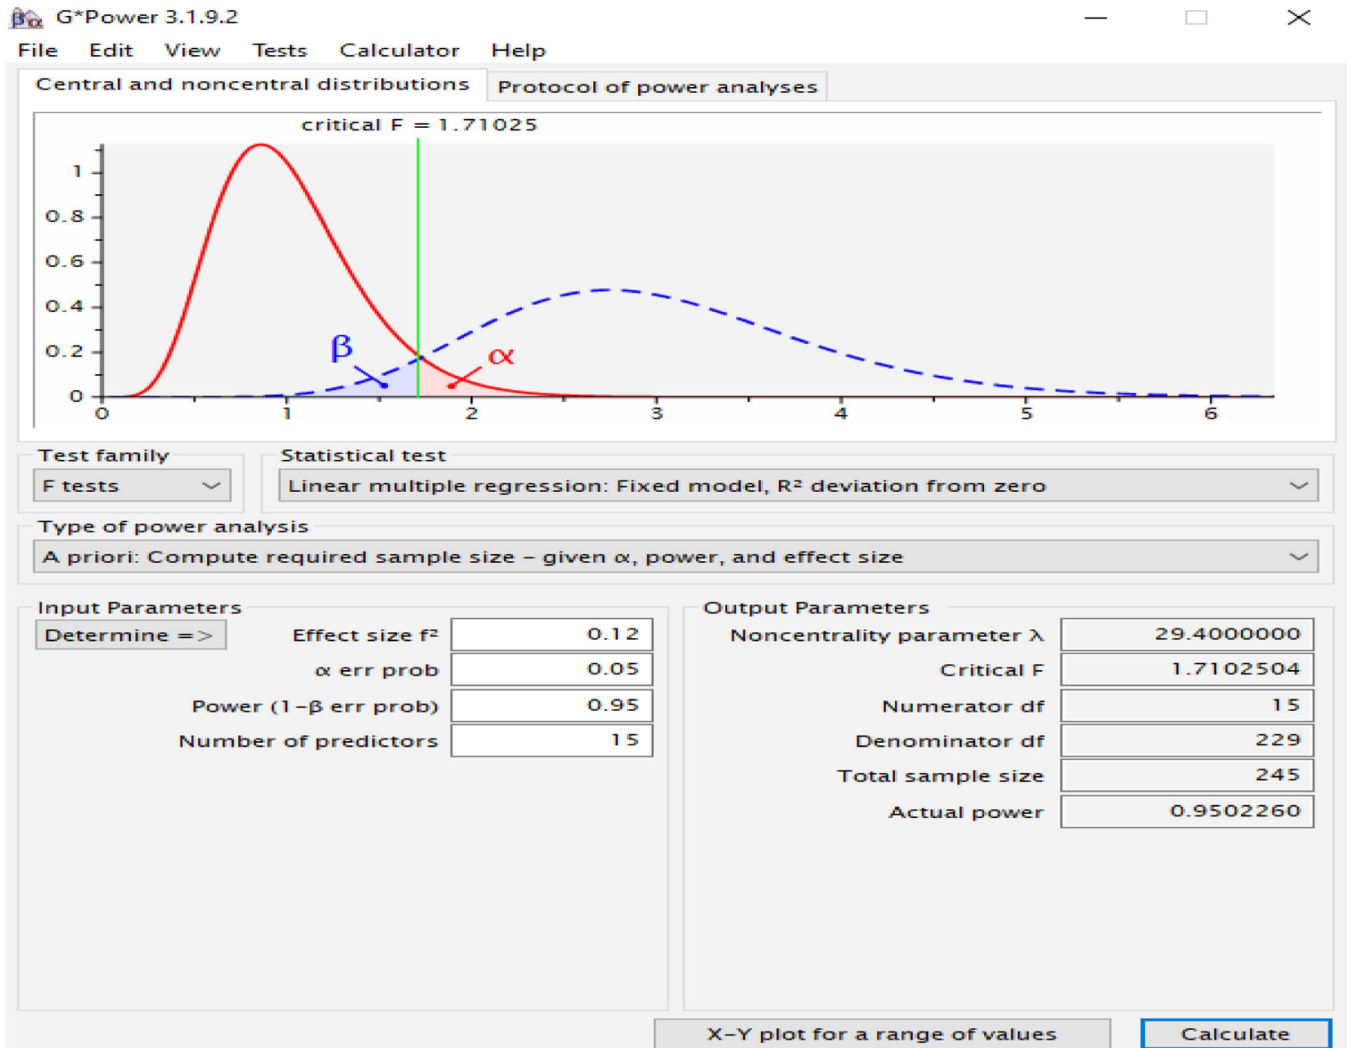 βα G*Power 3.1.9.2
File Edit View Tests Calculator Help
Central and noncentral distributions Protocol of power analyses
critical F = 1.71025
1
0.8
0.6
0.4
0.2
0
β α
0 1 2 3 4 5 6
Test family Statistical test
F tests Linear multiple regression: Fixed model, R² deviation from zero
Type of power analysis
A priori: Compute required sample size – given α, power, and effect size
Input Parameters Output Parameters
Determine => Effect size f² 0.12 Noncentrality parameter λ 29.4000000
α err prob 0.05 Critical F 1.7102504
Power (1–β err prob) 0.95 Numerator df 15
Number of predictors 15 Denominator df 229
Total sample size 245
Actual power 0.9502260
X–Y plot for a range of values Calculate